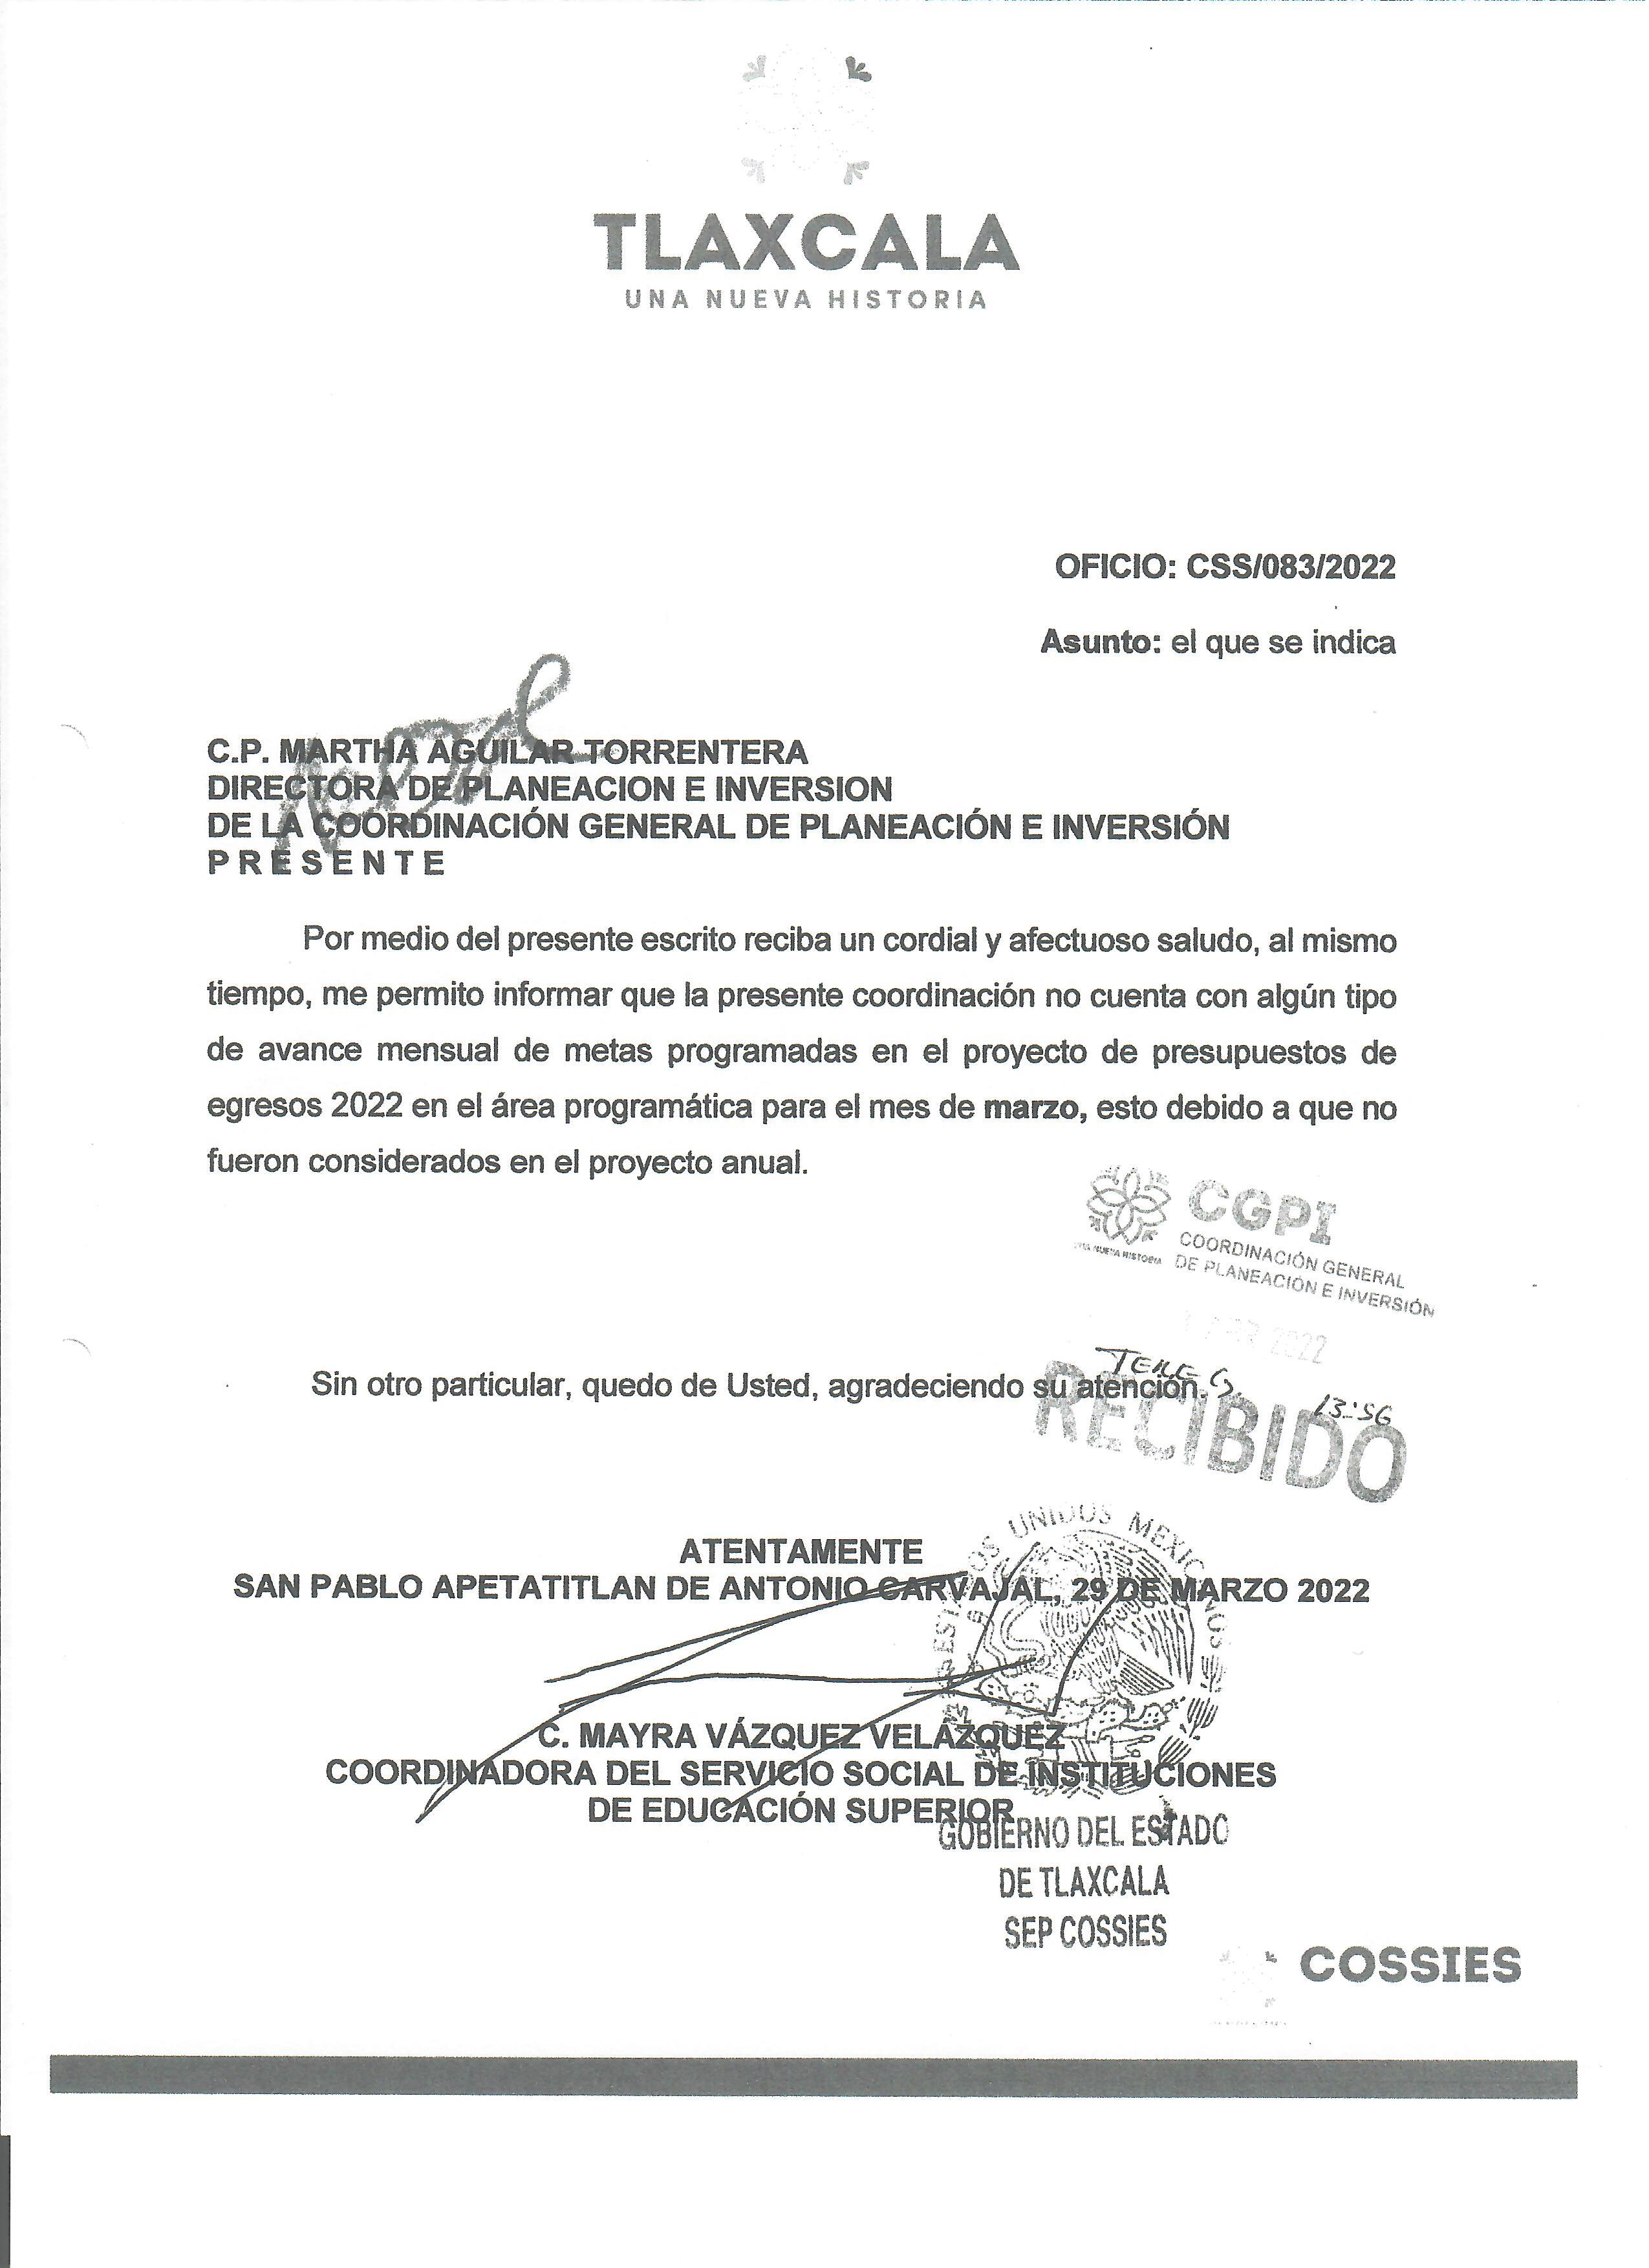 TLAXCALA
UNA NUEVA HISTORIA
OFICIO: CSS/083/2022
Asunto: el que se indica
C.P. MARTHA AGUILAR TORRENTERA
DIRECTORA DE PLANEACION E INVERSION
DE LA COORDINACIÓN GENERAL DE PLANEACIÓN E INVERSIÓN
P R E S E N T E
Por medio del presente escrito reciba un cordial y afectuoso saludo, al mismo
tiempo, me permito informar que la presente coordinación no cuenta con algún tipo
de avance mensual de metas programadas en el proyecto de presupuestos de
egresos 2022 en el área programática para el mes de marzo, esto debido a que no
fueron considerados en el proyecto anual.
CGPI
COORDINACIÓN GENERAL
DE PLANEACIÓN E INVERSIÓN
UNA NUEVA HISTORIA
2022
Sin otro particular, quedo de Usted, agradeciendo su atención.
13:56
RECIBIDO
ESTADOS UNIDOS MEXICANOS
ATENTAMENTE
SAN PABLO APETATITLAN DE ANTONIO CARVAJAL, 29 DE MARZO 2022
C. MAYRA VÁZQUEZ VELÁZQUEZ
COORDINADORA DEL SERVICIO SOCIAL DE INSTITUCIONES
DE EDUCACIÓN SUPERIOR
GOBIERNO DEL ESTADO
DE TLAXCALA
SEP COSSIES
COSSIES